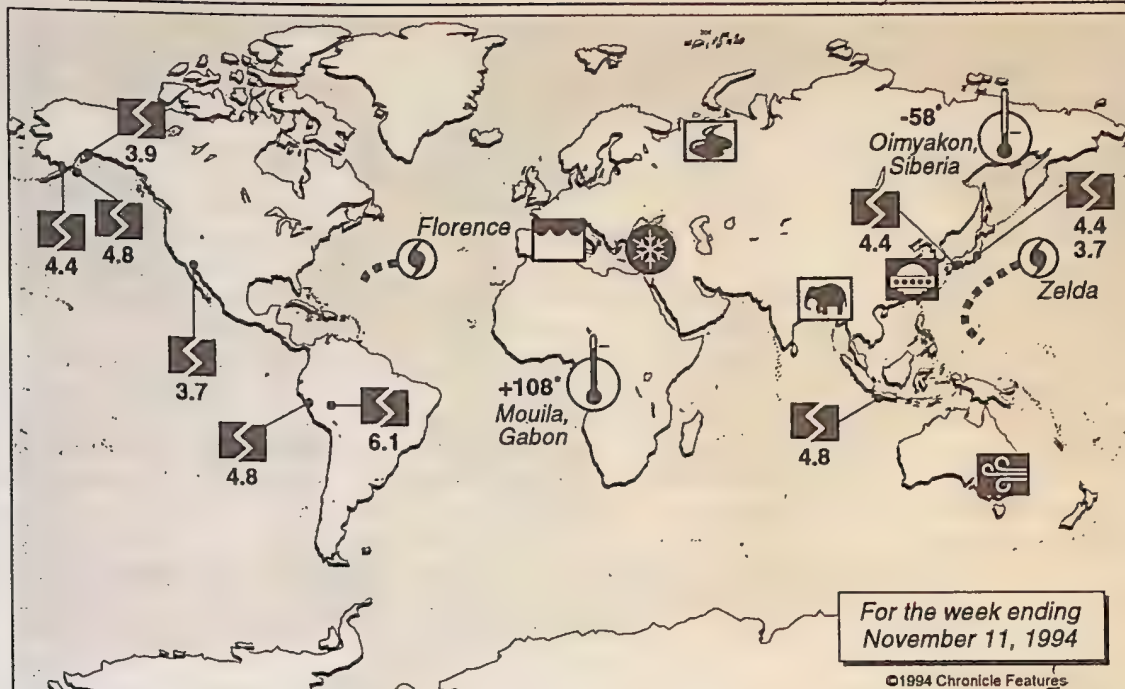 3.9
4.4
4.8
3.7
4.8
6.1
Florence
+108°
Mouila,
Gabon
-58°
Oimyakon,
Siberia
4.4
4.4
3.7
Zelda
4.8
For the week ending
November 11, 1994
©1994 Chronicle Features